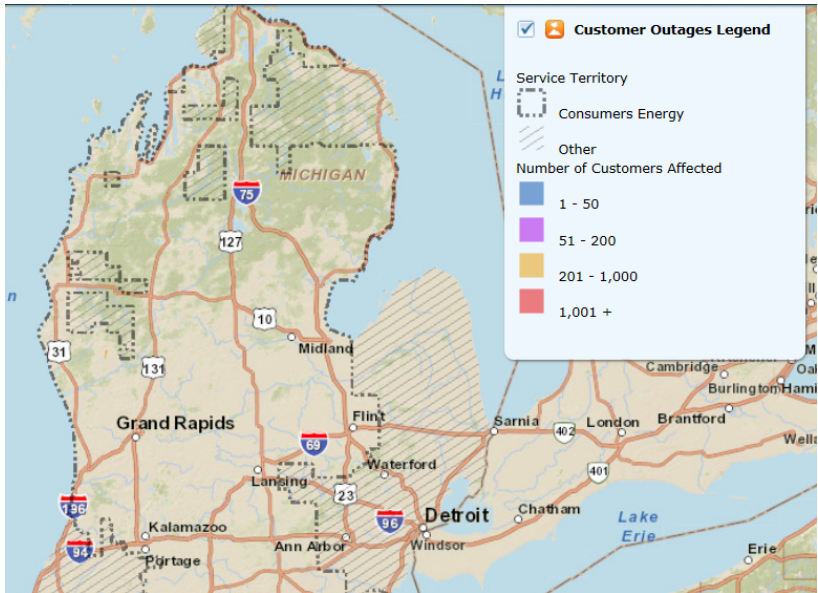 Customer Outages Legend
Service Territory
Consumers Energy
Other
Number of Customers Affected
1 - 50
51 - 200
201 - 1,000
1,001 +
L
H
MICHIGAN
75
127
n
10
Midland
31
131
Cambridge
Burlington
Hami
Grand Rapids
Flint
Sarnia
402
London
Brantford
69
Waterford
Lansing
401
23
196
96
Detroit
Chatham
Lake
Erie
Kalamazoo
94
Portage
Ann Arbor
Windsor
Erie